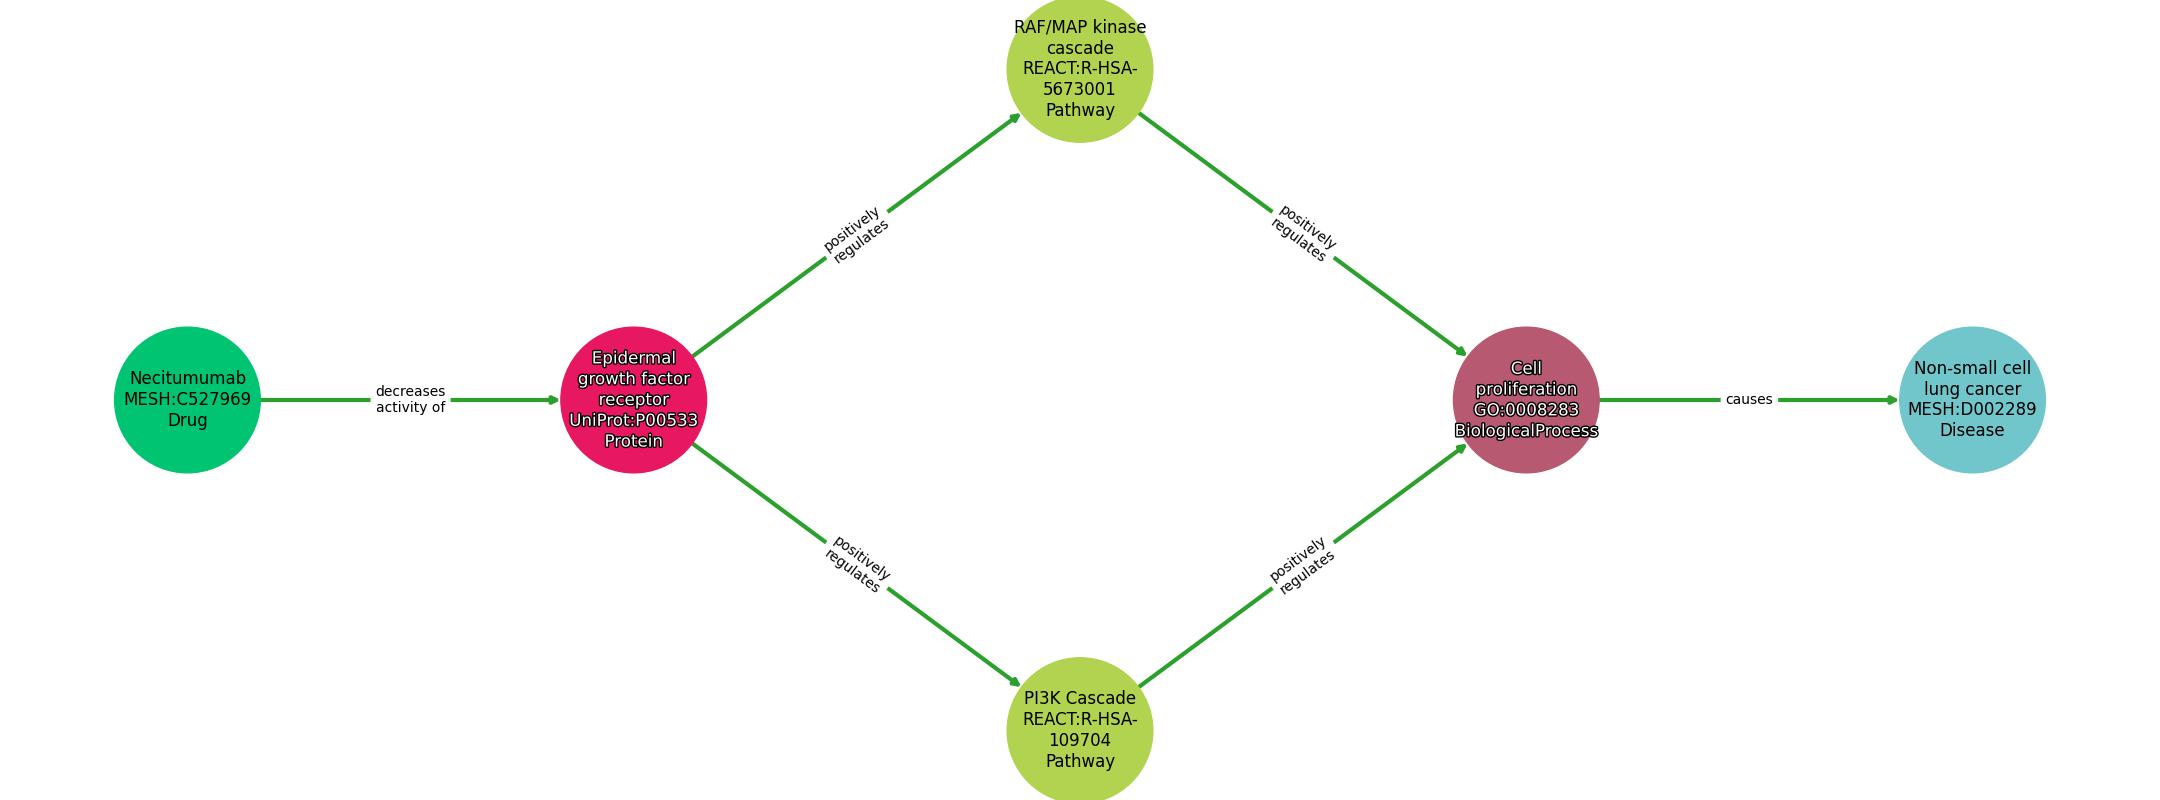 RAF/MAP kinase
cascade
REACT:R-HSA-
5673001
Pathway
positively
regulates
positively
regulates
Necitumumab
MESH:C527969
Drug
decreases
activity of
Epidermal
growth factor
receptor
UniProt:P00533
Protein
Cell
proliferation
GO:0008283
BiologicalProcess
causes
Non-small cell
lung cancer
MESH:D002289
Disease
positively
regulates
positively
regulates
PI3K Cascade
REACT:R-HSA-
109704
Pathway